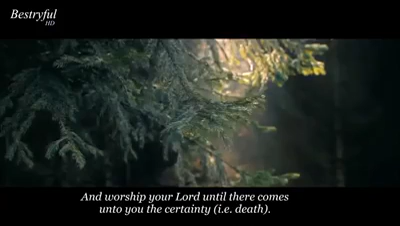 Bestryful
HD
And worship your Lord until there comes
unto you the certainty (i.e. death).